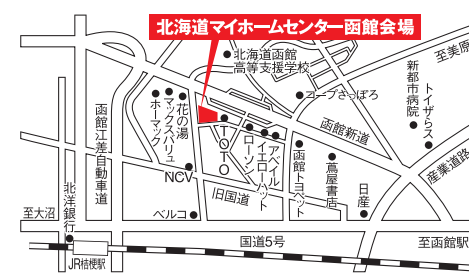 北海道マイホームセンター函館会場
北海道函館
高等支援学校
至美原
コープさっぽろ
新都市病院
トイザらス
函館新道
産業道路
函館江差自動車道
ホーマック
マックスバリュ
花の湯
TOTO
ローソン
イエローハット
アベイル
函館トヨペット
蔦屋書店
日産
NCV
旧国道
ベルコ
至大沼
北洋銀行
国道5号
至函館駅
JR桔梗駅